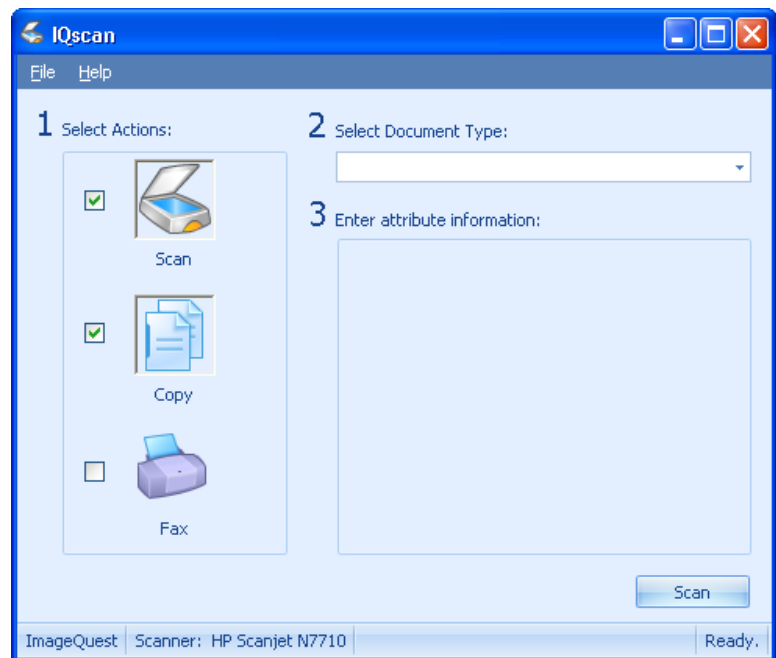 IQscan
File Help
1 Select Actions:
Scan
Copy
Fax
2 Select Document Type:
3 Enter attribute information:
Scan
ImageQuest Scanner: HP Scanjet N7710 Ready.